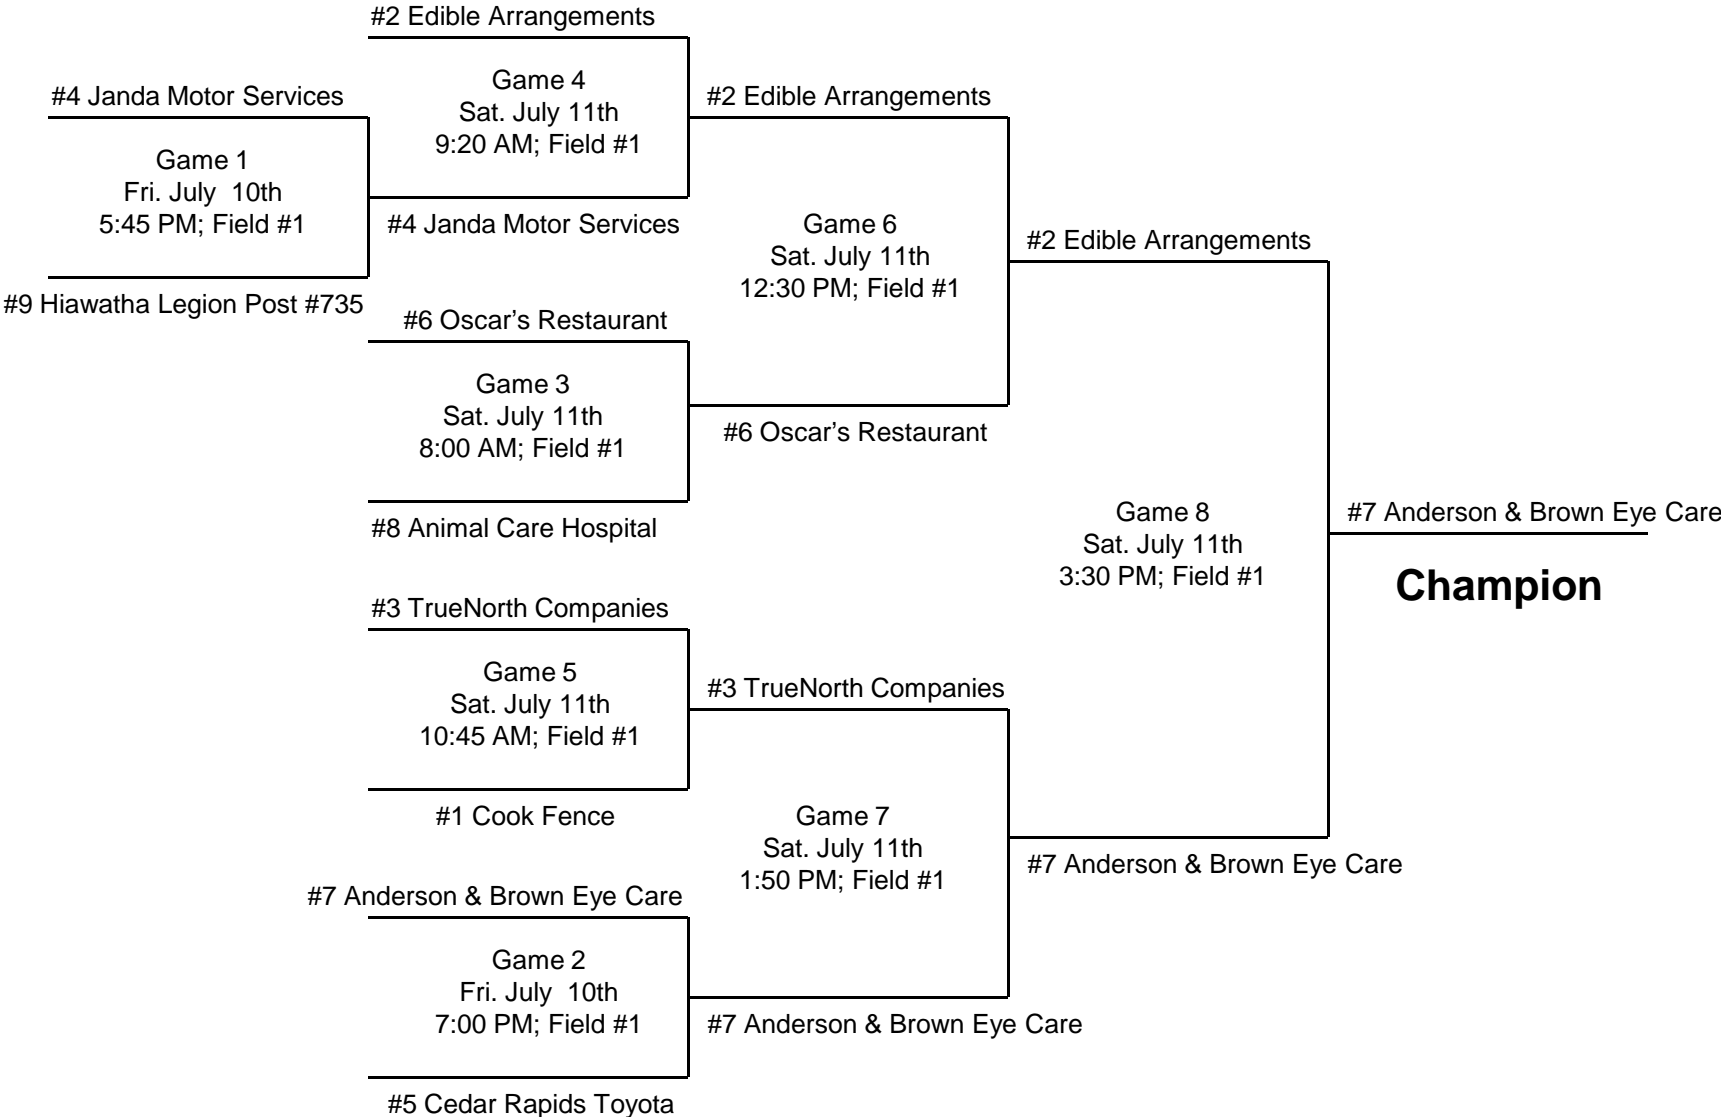 #2 Edible Arrangements
Game 4
Sat. July 11th
9:20 AM; Field #1
#4 Janda Motor Services
#2 Edible Arrangements
Game 1
Fri. July  10th
5:45 PM; Field #1
#4 Janda Motor Services
Game 6
Sat. July 11th
12:30 PM; Field #1
#2 Edible Arrangements
#9 Hiawatha Legion Post #735
#6 Oscar’s Restaurant
Game 3
Sat. July 11th
8:00 AM; Field #1
#6 Oscar’s Restaurant
#8 Animal Care Hospital
Game 8
Sat. July 11th
3:30 PM; Field #1
#7 Anderson & Brown Eye Care
Champion
#3 TrueNorth Companies
Game 5
Sat. July 11th
10:45 AM; Field #1
#3 TrueNorth Companies
#1 Cook Fence
Game 7
Sat. July 11th
1:50 PM; Field #1
#7 Anderson & Brown Eye Care
#7 Anderson & Brown Eye Care
Game 2
Fri. July  10th
7:00 PM; Field #1
#7 Anderson & Brown Eye Care
#5 Cedar Rapids Toyota